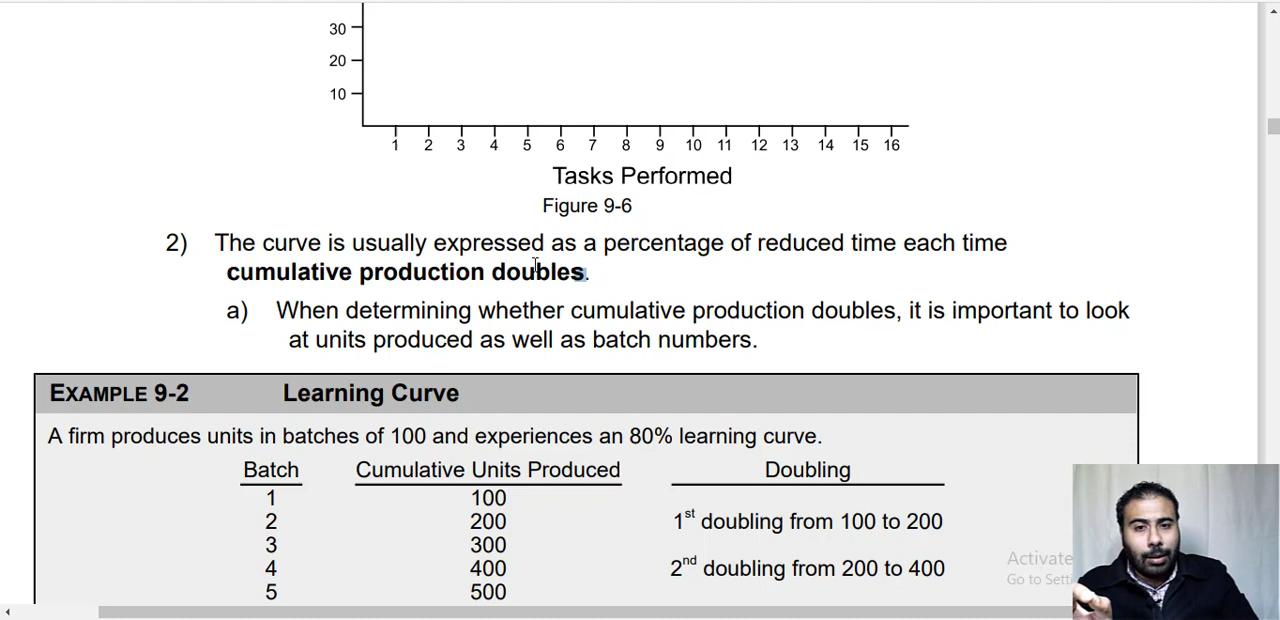 30
20
10
1 2 3 4 5 6 7 8 9 10 11 12 13 14 15 16
Tasks Performed
Figure 9-6
2) The curve is usually expressed as a percentage of reduced time each time
cumulative production doubles.
a) When determining whether cumulative production doubles, it is important to look
at units produced as well as batch numbers.
EXAMPLE 9-2 Learning Curve
A firm produces units in batches of 100 and experiences an 80% learning curve.
Batch Cumulative Units Produced Doubling
1 100
2 200 1st doubling from 100 to 200
3 300
4 400 2nd doubling from 200 to 400
5 500
Activate
Go to Setti